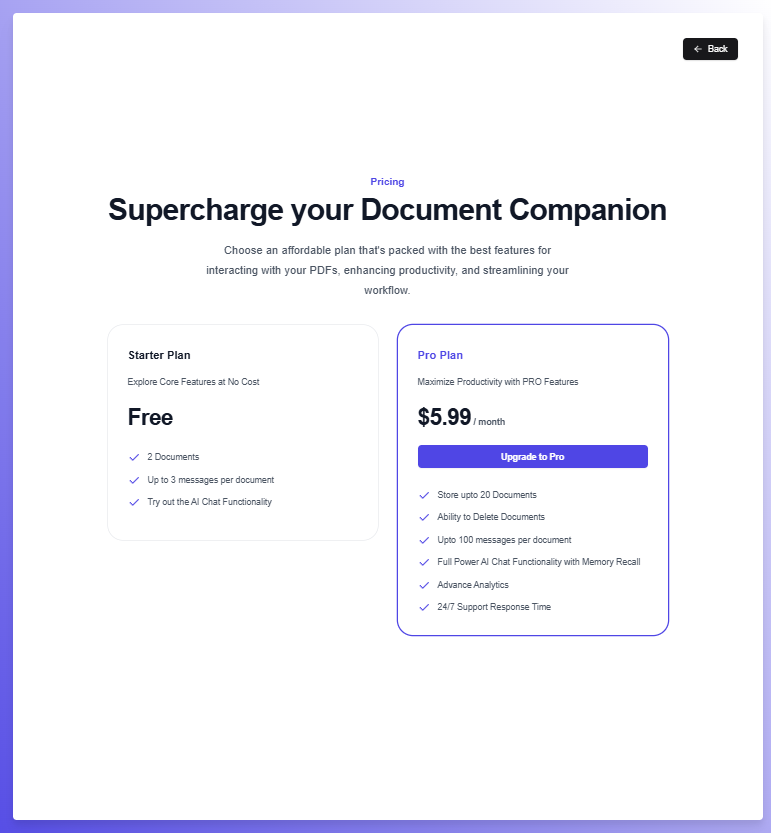 Back
Pricing
Supercharge your Document Companion
Choose an affordable plan that's packed with the best features for
interacting with your PDFs, enhancing productivity, and streamlining your
workflow.
Starter Plan
Explore Core Features at No Cost
Free
2 Documents
Up to 3 messages per document
Try out the AI Chat Functionality
Pro Plan
Maximize Productivity with PRO Features
$5.99 / month
Upgrade to Pro
Store upto 20 Documents
Ability to Delete Documents
Upto 100 messages per document
Full Power AI Chat Functionality with Memory Recall
Advance Analytics
24/7 Support Response Time